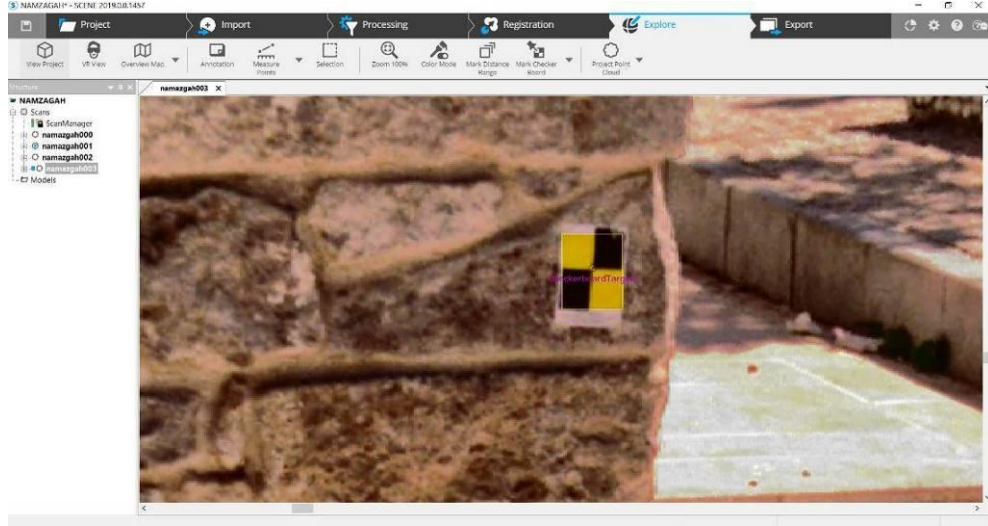 NAMZAGAH* - SCENE 2019.0.0.1457
Project
Import
Processing
Registration
Explore
Export
View Project
VR View
Overview Map
Annotation
Measure
Points
Selection
Zoom 100%
Color Mode
Mark Distance
Range
Mark Checker
Board
Project Point
Cloud
Structure
namazgah003 X
NAMZAGAH
Scans
ScanManager
namazgah000
namazgah001
namazgah002
namazgah003
Models